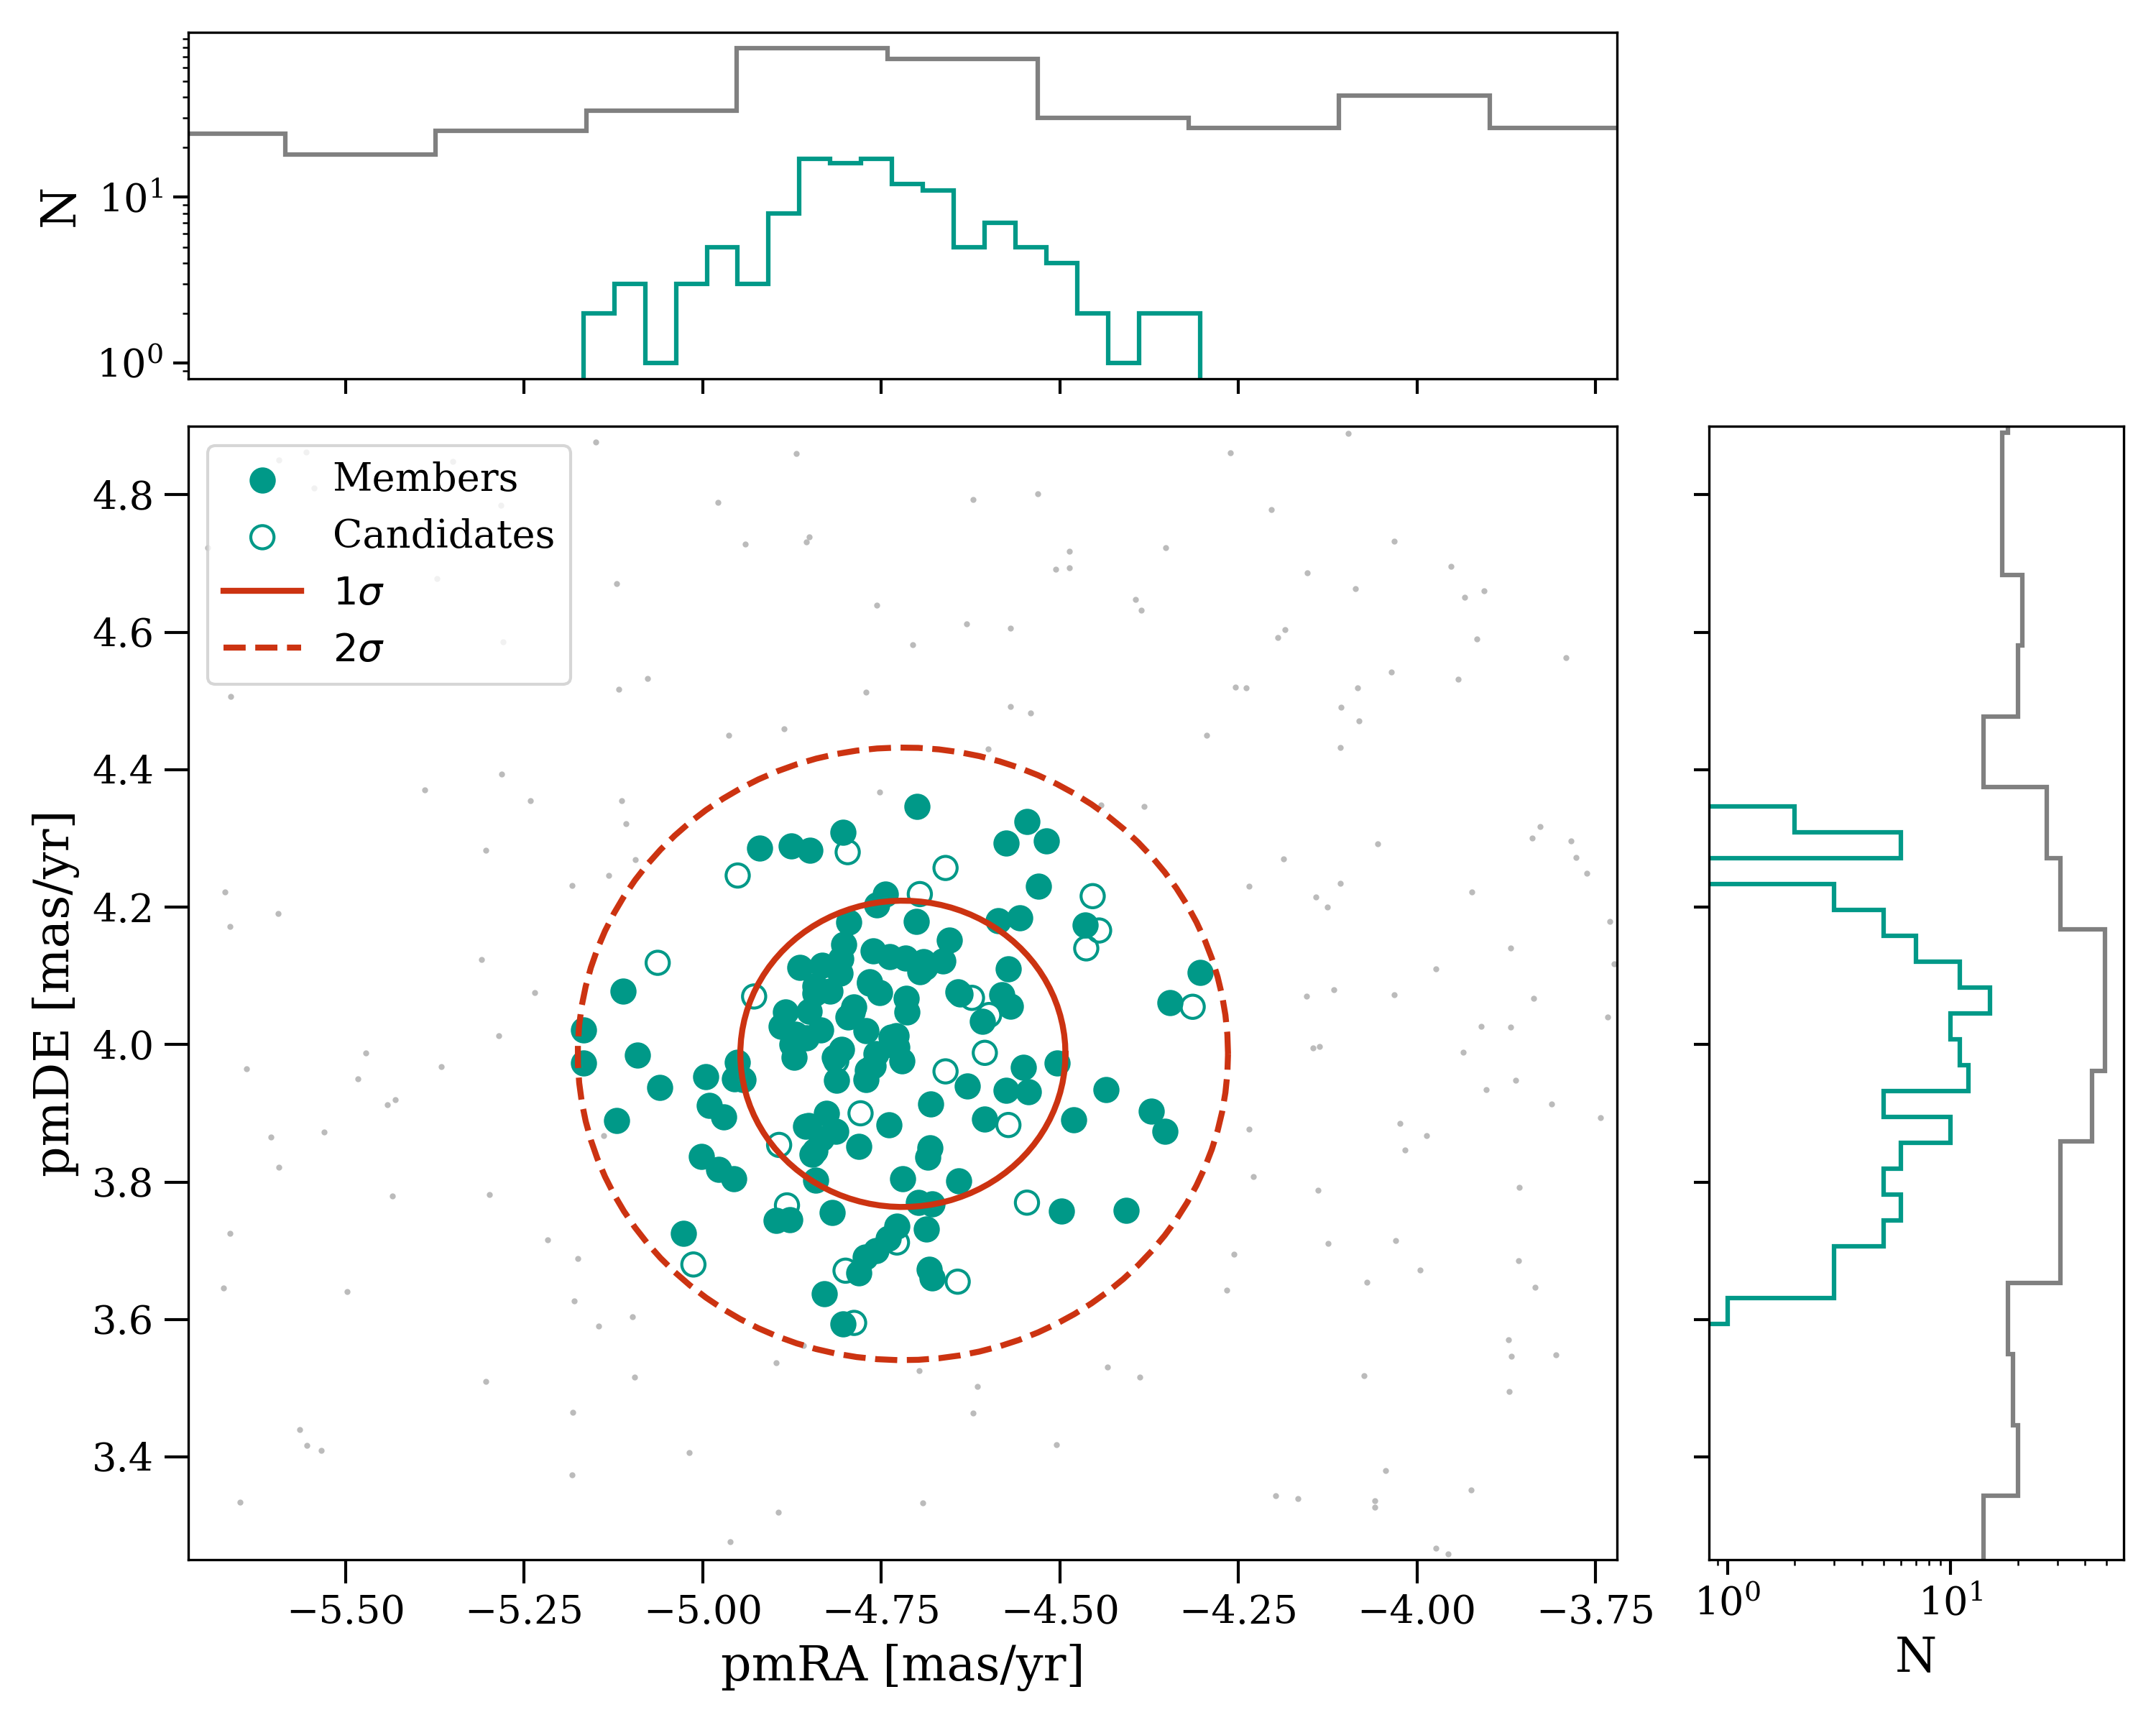 N
10¹
10⁰
Members
Candidates
1σ
2σ
4.8
4.6
4.4
4.2
4.0
3.8
3.6
3.4
pmDE [mas/yr]
−5.50 −5.25 −5.00 −4.75 −4.50 −4.25 −4.00 −3.75
pmRA [mas/yr]
10⁰ 10¹
N